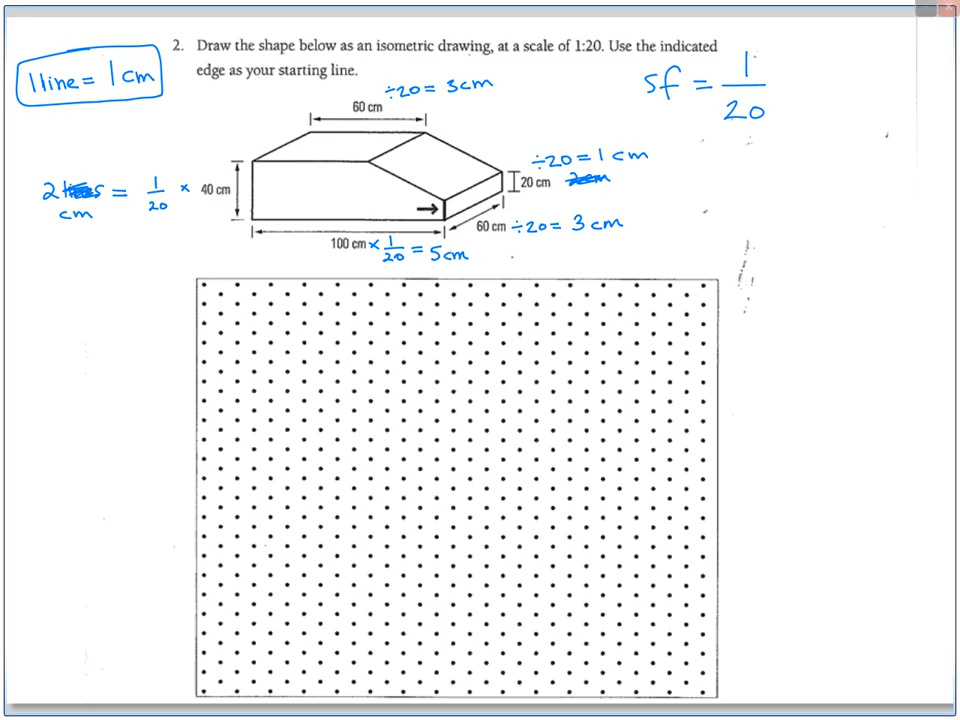 2. Draw the shape below as an isometric drawing, at a scale of 1:20. Use the indicated
edge as your starting line.
1 line = 1 cm
sf = 1/20
÷20 = 3cm
60 cm
÷20 = 1 cm
20 cm
2cm
2 cm = 1/20 × 40 cm
60 cm ÷20 = 3 cm
100 cm × 1/20 = 5cm